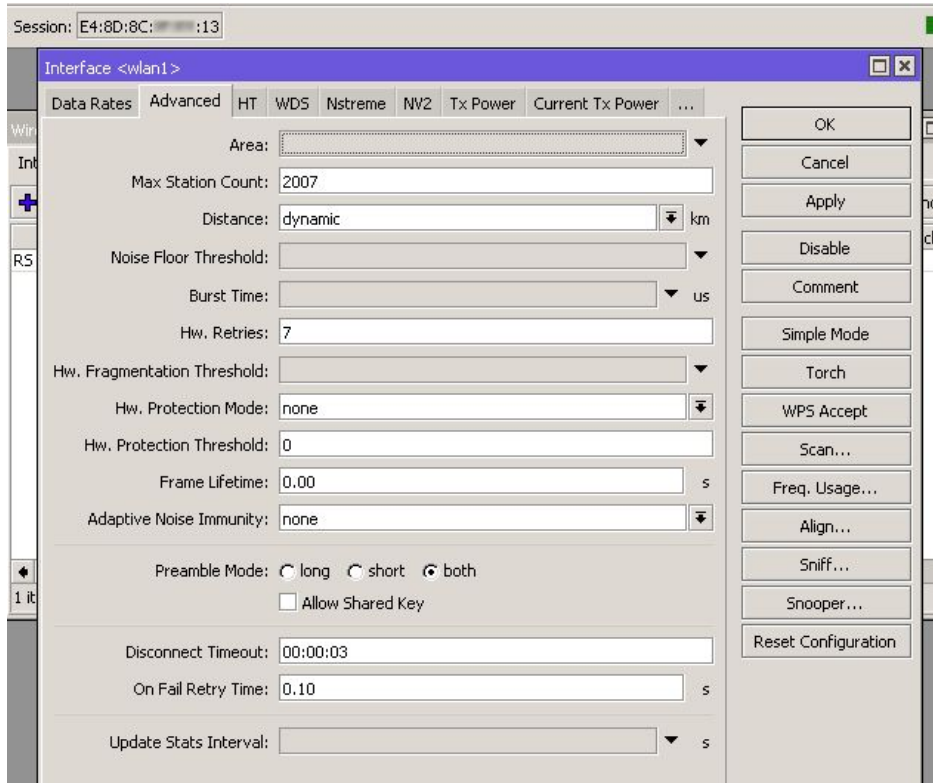 Session: E4:8D:8C: :13
Interface <wlan1>
Data Rates Advanced HT WDS Nstreme NV2 Tx Power Current Tx Power ...
Area:
Max Station Count: 2007
Distance: dynamic km
Noise Floor Threshold:
Burst Time: us
Hw. Retries: 7
Hw. Fragmentation Threshold:
Hw. Protection Mode: none
Hw. Protection Threshold: 0
Frame Lifetime: 0.00 s
Adaptive Noise Immunity: none
Preamble Mode: long short both
Allow Shared Key
Disconnect Timeout: 00:00:03
On Fail Retry Time: 0.10 s
Update Stats Interval: s
OK
Cancel
Apply
Disable
Comment
Simple Mode
Torch
WPS Accept
Scan...
Freq. Usage...
Align...
Sniff...
Snooper...
Reset Configuration
RS